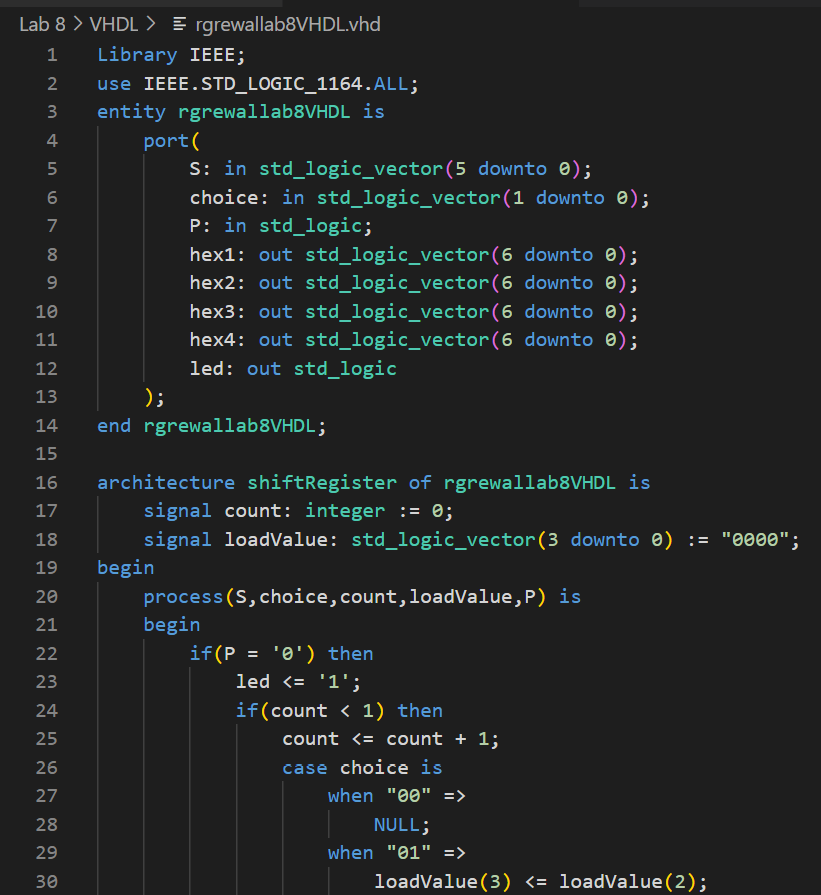 Lab 8 > VHDL > rgrewallab8VHDL.vhd
1 Library IEEE;
2 use IEEE.STD_LOGIC_1164.ALL;
3 entity rgrewallab8VHDL is
4     port(
5         S: in std_logic_vector(5 downto 0);
6         choice: in std_logic_vector(1 downto 0);
7         P: in std_logic;
8         hex1: out std_logic_vector(6 downto 0);
9         hex2: out std_logic_vector(6 downto 0);
10         hex3: out std_logic_vector(6 downto 0);
11         hex4: out std_logic_vector(6 downto 0);
12         led: out std_logic
13     );
14 end rgrewallab8VHDL;
15
16 architecture shiftRegister of rgrewallab8VHDL is
17     signal count: integer := 0;
18     signal loadValue: std_logic_vector(3 downto 0) := "0000";
19 begin
20     process(S,choice,count,loadValue,P) is
21     begin
22         if(P = '0') then
23             led <= '1';
24             if(count < 1) then
25                 count <= count + 1;
26                 case choice is
27                     when "00" =>
28                         NULL;
29                     when "01" =>
30                         loadValue(3) <= loadValue(2);